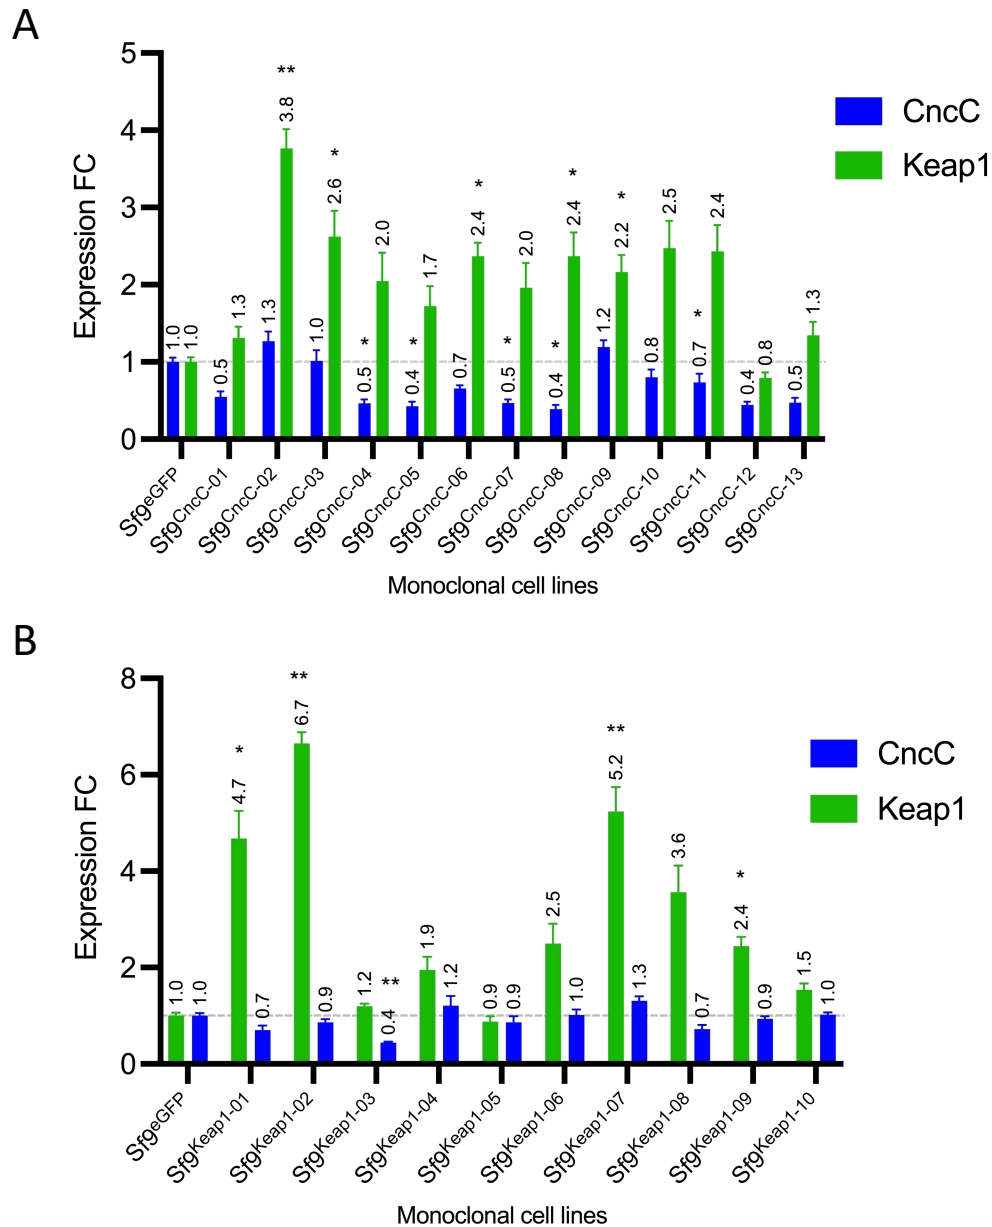 A
Expression FC
5
4
3
2
1
0
1.0
1.0
0.5
1.3
1.3
3.8
**
1.0
2.6
*
0.5
*
2.0
0.4
*
1.7
0.7
2.4
*
0.5
*
2.0
0.4
*
2.4
*
1.2
2.2
*
0.8
2.5
0.7
*
2.4
0.4
0.8
0.5
1.3
CncC
Keap1
Sf9eGFP
Sf9CncC-01
Sf9CncC-02
Sf9CncC-03
Sf9CncC-04
Sf9CncC-05
Sf9CncC-06
Sf9CncC-07
Sf9CncC-08
Sf9CncC-09
Sf9CncC-10
Sf9CncC-11
Sf9CncC-12
Sf9CncC-13
Monoclonal cell lines
B
Expression FC
8
6
4
2
0
1.0
1.0
4.7
*
0.7
6.7
**
0.9
1.2
0.4
**
1.9
1.2
0.9
0.9
2.5
1.0
5.2
**
1.3
3.6
0.7
2.4
*
0.9
1.5
1.0
CncC
Keap1
Sf9eGFP
Sf9Keap1-01
Sf9Keap1-02
Sf9Keap1-03
Sf9Keap1-04
Sf9Keap1-05
Sf9Keap1-06
Sf9Keap1-07
Sf9Keap1-08
Sf9Keap1-09
Sf9Keap1-10
Monoclonal cell lines